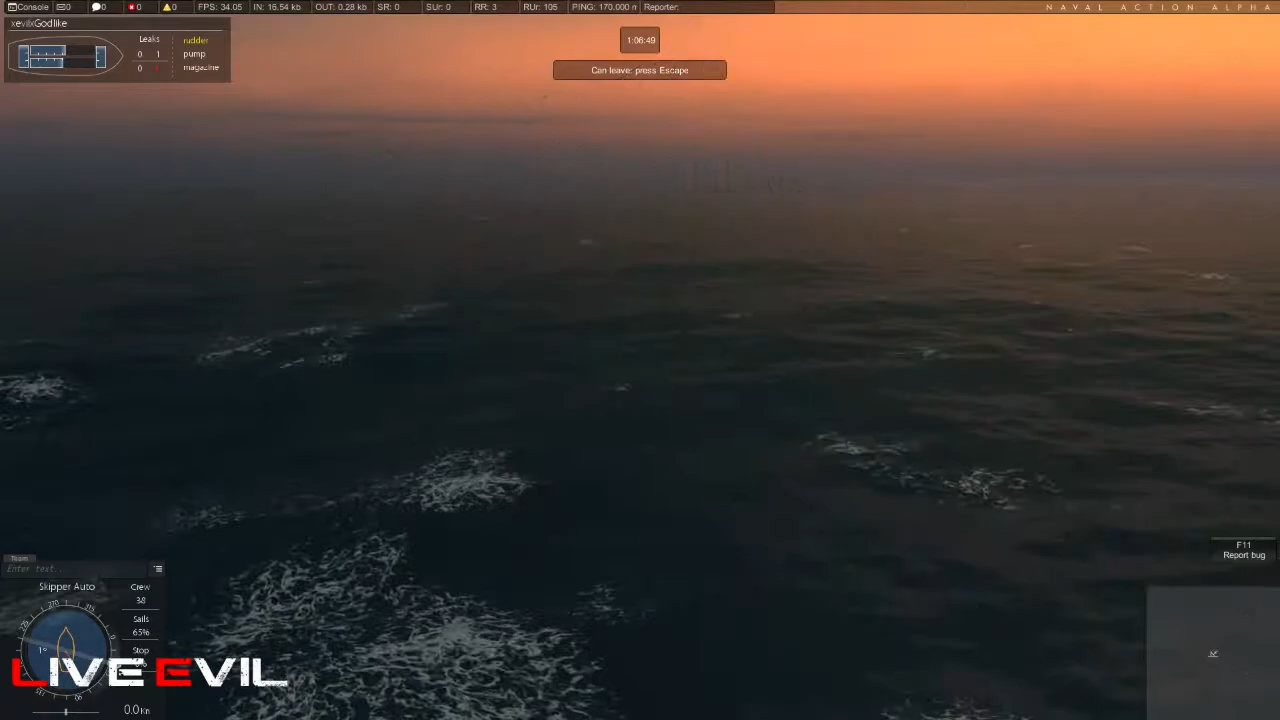 Console 0 0 0 0 FPS: 34.05 IN: 16.54 kb OUT: 0.28 kb SR: 0 SUr: 0 RR: 3 RUr: 105 PING: 170.000 m Reporter:
NAVAL ACTION ALPHA
xevilxGodlike
Leaks
0 1
0
rudder
pump
magazine
1:06:49
Can leave: press Escape
F11
Report bug
Team
Enter text...
Skipper Auto
Crew
38
Sails
65%
Stop
LIVE EVIL
0.0 Kn